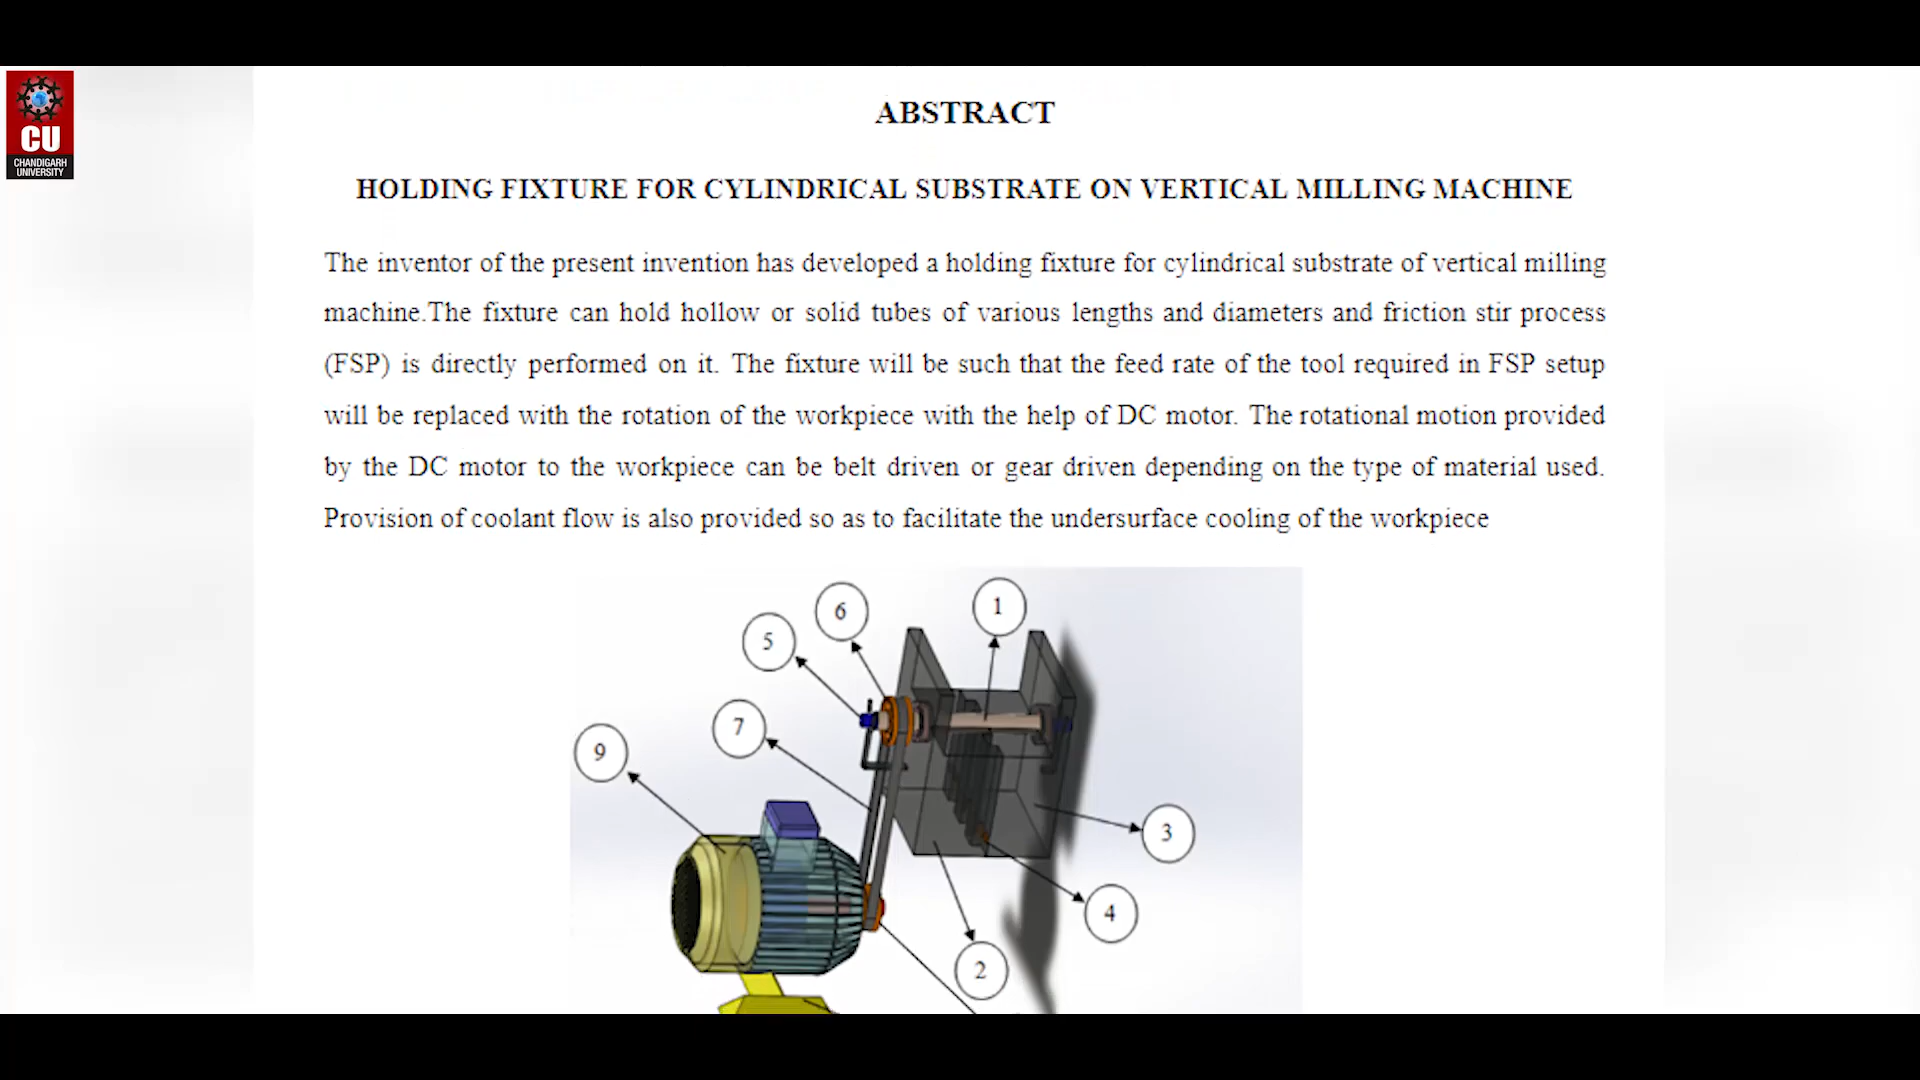 CU
CHANDIGARH
UNIVERSITY
ABSTRACT
HOLDING FIXTURE FOR CYLINDRICAL SUBSTRATE ON VERTICAL MILLING MACHINE
The inventor of the present invention has developed a holding fixture for cylindrical substrate of vertical milling
machine.The fixture can hold hollow or solid tubes of various lengths and diameters and friction stir process
(FSP) is directly performed on it. The fixture will be such that the feed rate of the tool required in FSP setup
will be replaced with the rotation of the workpiece with the help of DC motor. The rotational motion provided
by the DC motor to the workpiece can be belt driven or gear driven depending on the type of material used.
Provision of coolant flow is also provided so as to facilitate the undersurface cooling of the workpiece
1
6
5
7
9
3
4
2